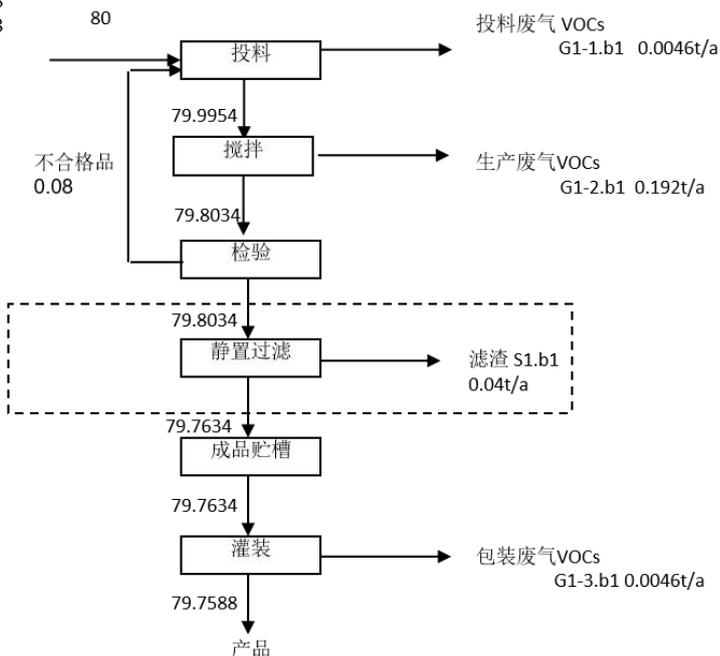 80
投料废气 VOCs
G1-1.b1 0.0046t/a
投料
79.9954
搅拌
生产废气VOCs
G1-2.b1 0.192t/a
不合格品
0.08
79.8034
检验
79.8034
静置过滤
滤渣 S1.b1
0.04t/a
79.7634
成品贮槽
79.7634
灌装
包装废气VOCs
G1-3.b1 0.0046t/a
79.7588
产品